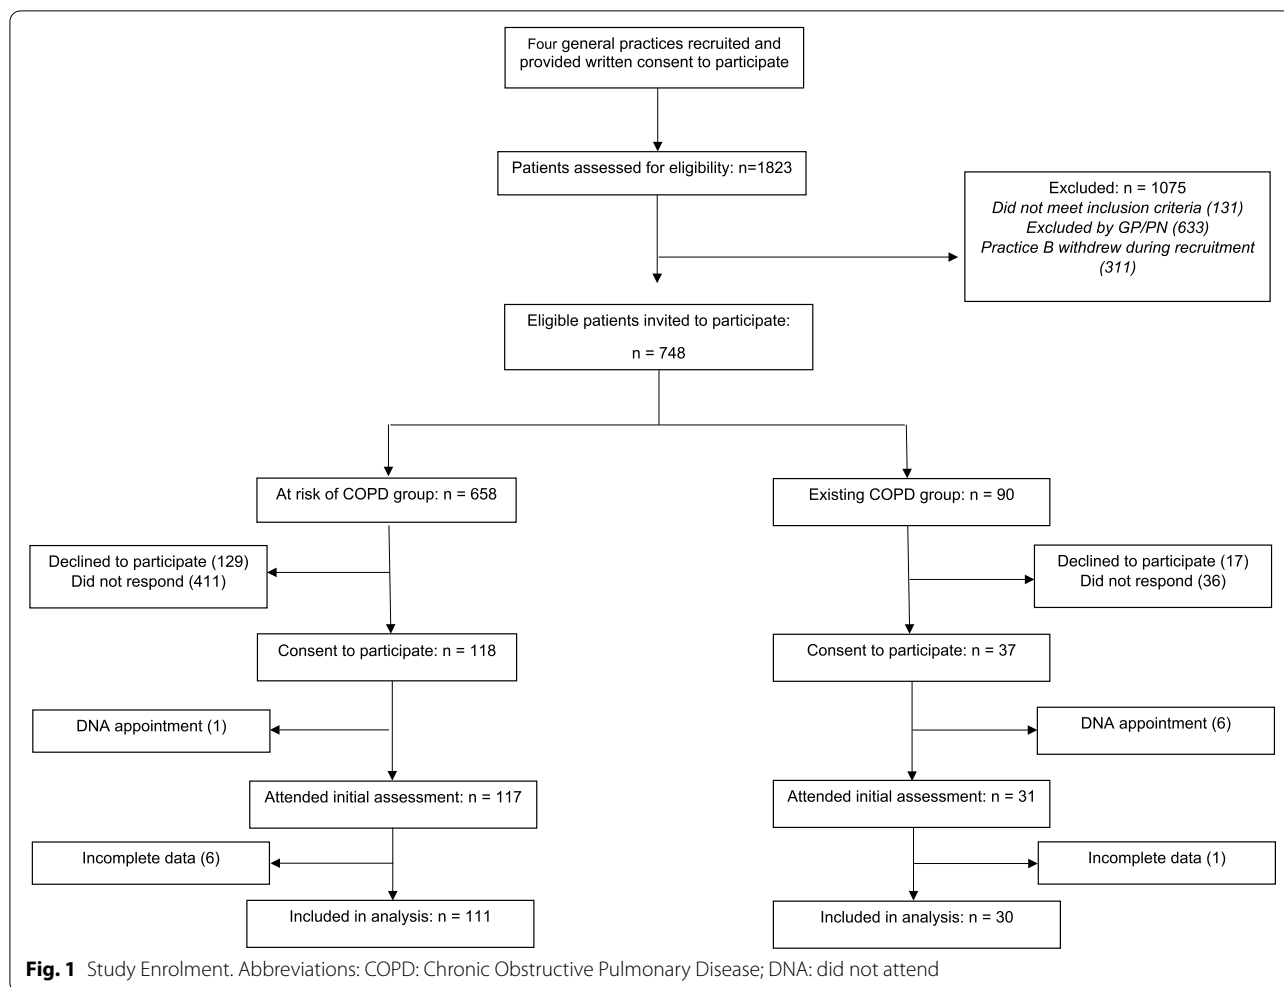 Four general practices recruited and
provided written consent to participate
Patients assessed for eligibility: n=1823
Excluded: n = 1075
Did not meet inclusion criteria (131)
Excluded by GP/PN (633)
Practice B withdrew during recruitment
(311)
Eligible patients invited to participate:
n = 748
At risk of COPD group: n = 658
Existing COPD group: n = 90
Declined to participate (129)
Did not respond (411)
Declined to participate (17)
Did not respond (36)
Consent to participate: n = 118
Consent to participate: n = 37
DNA appointment (1)
DNA appointment (6)
Attended initial assessment: n = 117
Attended initial assessment: n = 31
Incomplete data (6)
Incomplete data (1)
Included in analysis: n = 111
Included in analysis: n = 30
Fig. 1 Study Enrolment. Abbreviations: COPD: Chronic Obstructive Pulmonary Disease; DNA: did not attend